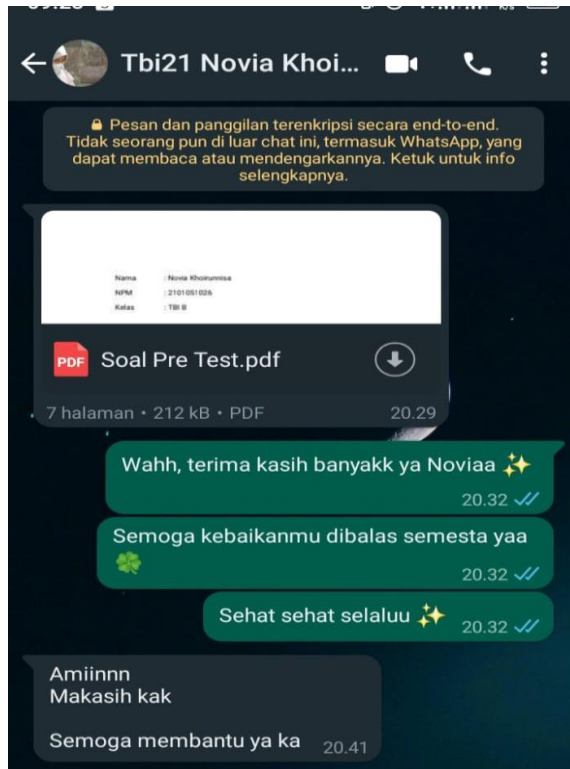 Tbi21 Novia Khoi...
🔒 Pesan dan panggilan terenkripsi secara end-to-end.
Tidak seorang pun di luar chat ini, termasuk WhatsApp, yang
dapat membaca atau mendengarkannya. Ketuk untuk info
selengkapnya.
Nama : Novia Khoirunnisa
NPM : 2101051026
Kelas : TBI B
PDF Soal Pre Test.pdf
7 halaman • 212 kB • PDF 20.29
Wahh, terima kasih banyakk ya Noviaa ✨
20.32
Semoga kebaikanmu dibalas semesta yaa
🍀
20.32
Sehat sehat selaluu ✨ 20.32
Amiinnn
Makasih kak
Semoga membantu ya ka 20.41